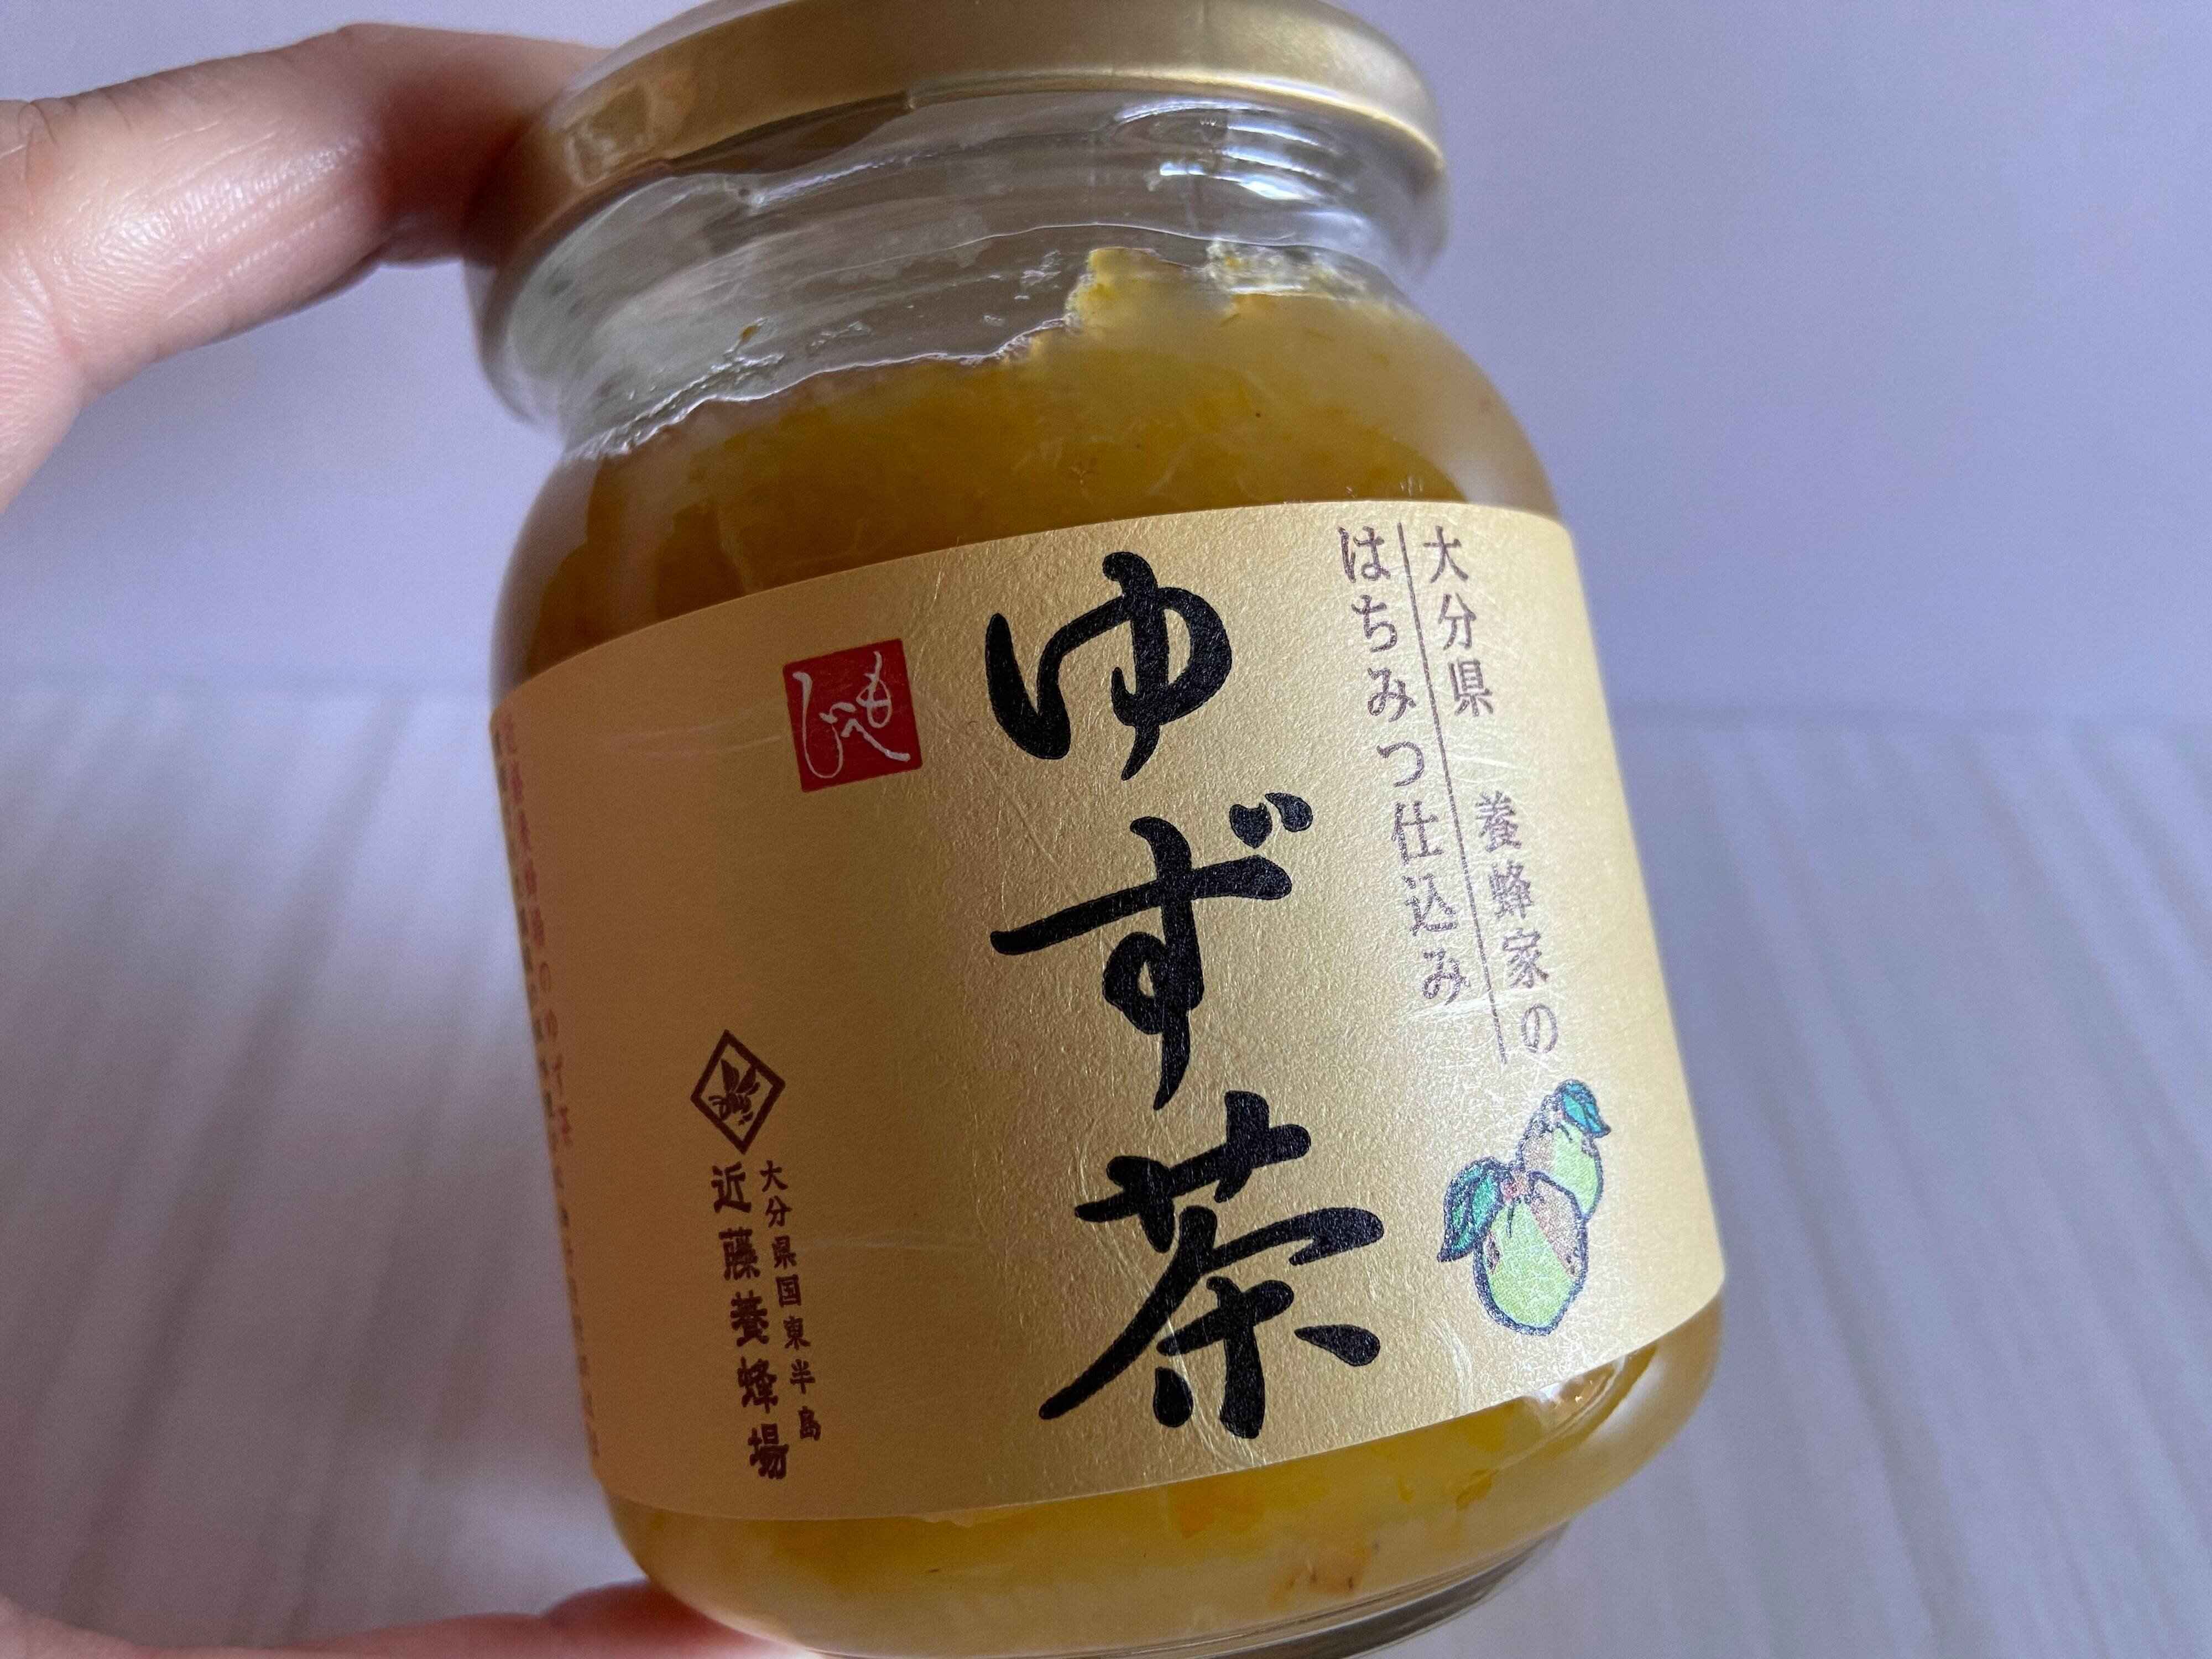 大分県 養蜂家の
はちみつ仕込み
ゆず茶
もへじ
大分県国東半島
近藤養蜂場